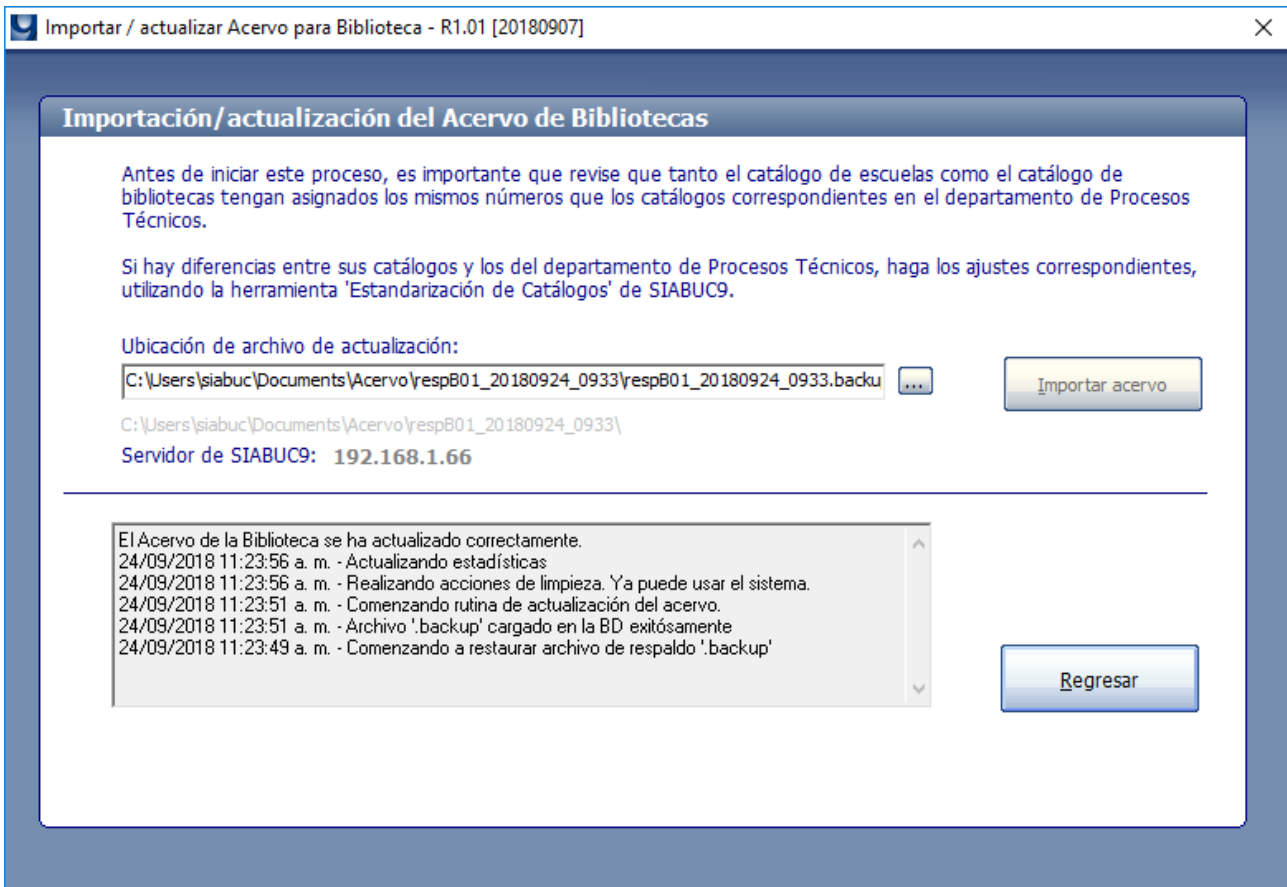 Importar / actualizar Acervo para Biblioteca - R1.01 [20180907]
Importación/actualización del Acervo de Bibliotecas
Antes de iniciar este proceso, es importante que revise que tanto el catálogo de escuelas como el catálogo de
bibliotecas tengan asignados los mismos números que los catálogos correspondientes en el departamento de Procesos
Técnicos.
Si hay diferencias entre sus catálogos y los del departamento de Procesos Técnicos, haga los ajustes correspondientes,
utilizando la herramienta 'Estandarización de Catálogos' de SIABUC9.
Ubicación de archivo de actualización:
C:\Users\siabuc\Documents\Acervo\respB01_20180924_0933\respB01_20180924_0933.backu
...
Importar acervo
C:\Users\siabuc\Documents\Acervo\respB01_20180924_0933\
Servidor de SIABUC9: 192.168.1.66
El Acervo de la Biblioteca se ha actualizado correctamente.
24/09/2018 11:23:56 a. m. - Actualizando estadísticas
24/09/2018 11:23:56 a. m. - Realizando acciones de limpieza. Ya puede usar el sistema.
24/09/2018 11:23:51 a. m. - Comenzando rutina de actualización del acervo.
24/09/2018 11:23:51 a. m. - Archivo '.backup' cargado en la BD exitósamente
24/09/2018 11:23:49 a. m. - Comenzando a restaurar archivo de respaldo '.backup'
Regresar